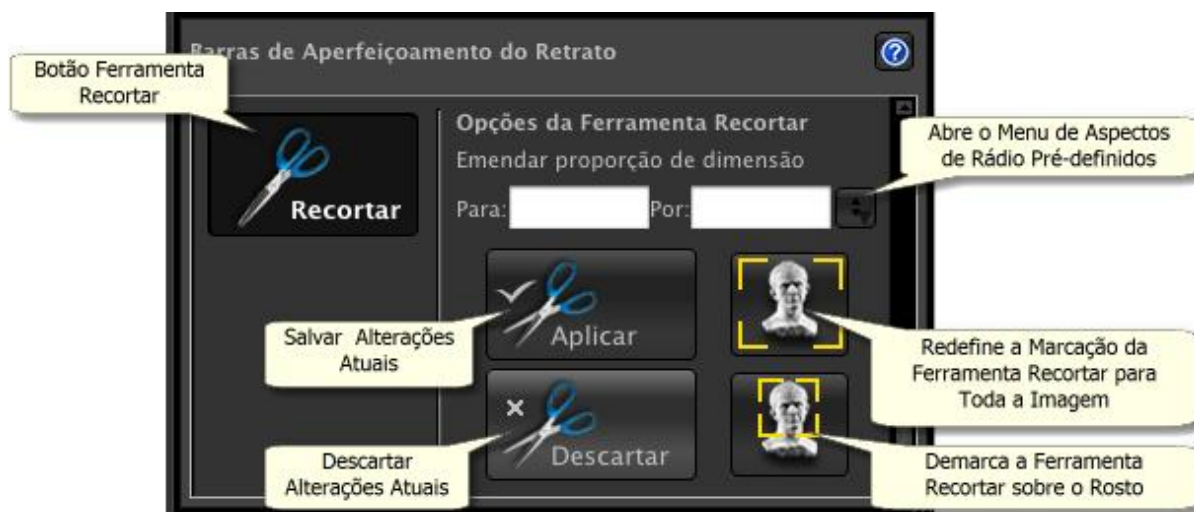 Barras de Aperfeiçoamento do Retrato
Botão Ferramenta
Recortar
Recortar
Opções da Ferramenta Recortar
Emendar proporção de dimensão
Para:
Por:
Abre o Menu de Aspectos
de Rádio Pré-definidos
Aplicar
Salvar Alterações
Atuais
Redefine a Marcação da
Ferramenta Recortar para
Toda a Imagem
Descartar
Descartar
Alterações Atuais
Demarca a Ferramenta
Recortar sobre o Rosto